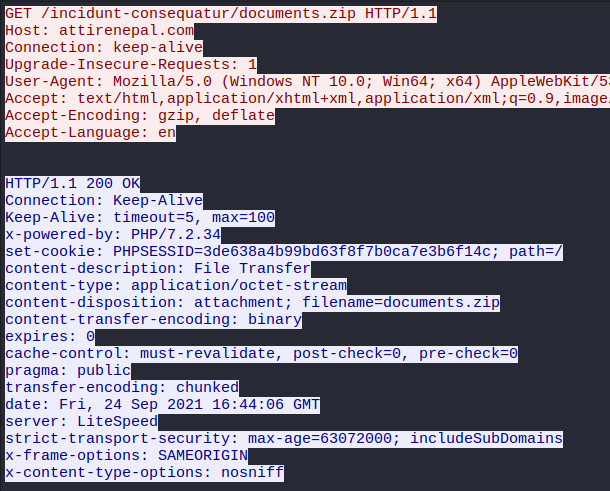 GET /incidunt-consequatur/documents.zip HTTP/1.1
Host: attirenepal.com
Connection: keep-alive
Upgrade-Insecure-Requests: 1
User-Agent: Mozilla/5.0 (Windows NT 10.0; Win64; x64) AppleWebKit/53
Accept: text/html,application/xhtml+xml,application/xml;q=0.9,image/
Accept-Encoding: gzip, deflate
Accept-Language: en
HTTP/1.1 200 OK
Connection: Keep-Alive
Keep-Alive: timeout=5, max=100
x-powered-by: PHP/7.2.34
set-cookie: PHPSESSID=3de638a4b99bd63f8f7b0ca7e3b6f14c; path=/
content-description: File Transfer
content-type: application/octet-stream
content-disposition: attachment; filename=documents.zip
content-transfer-encoding: binary
expires: 0
cache-control: must-revalidate, post-check=0, pre-check=0
pragma: public
transfer-encoding: chunked
date: Fri, 24 Sep 2021 16:44:06 GMT
server: LiteSpeed
strict-transport-security: max-age=63072000; includeSubDomains
x-frame-options: SAMEORIGIN
x-content-type-options: nosniff